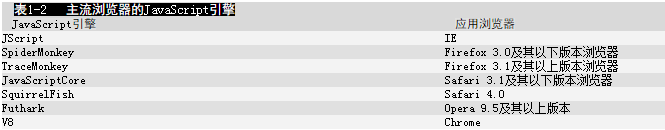 表1-2 主流浏览器的JavaScript引擎
JavaScript引擎 应用浏览器
JScript IE
SpiderMonkey Firefox 3.0及其以下版本浏览器
TraceMonkey Firefox 3.1及其以上版本浏览器
JavaScriptCore Safari 3.1及其以下版本浏览器
SquirrelFish Safari 4.0
Futhark Opera 9.5及其以上版本
V8 Chrome